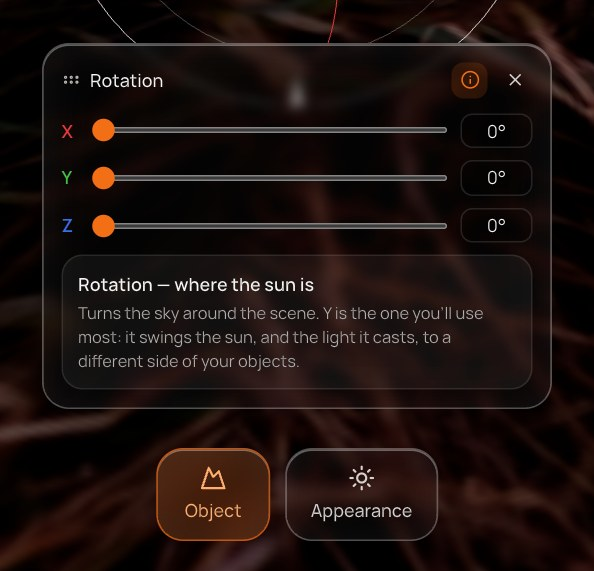 Rotation
X 0°
Y 0°
Z 0°
Rotation — where the sun is
Turns the sky around the scene. Y is the one you'll use
most: it swings the sun, and the light it casts, to a
different side of your objects.
Object
Appearance